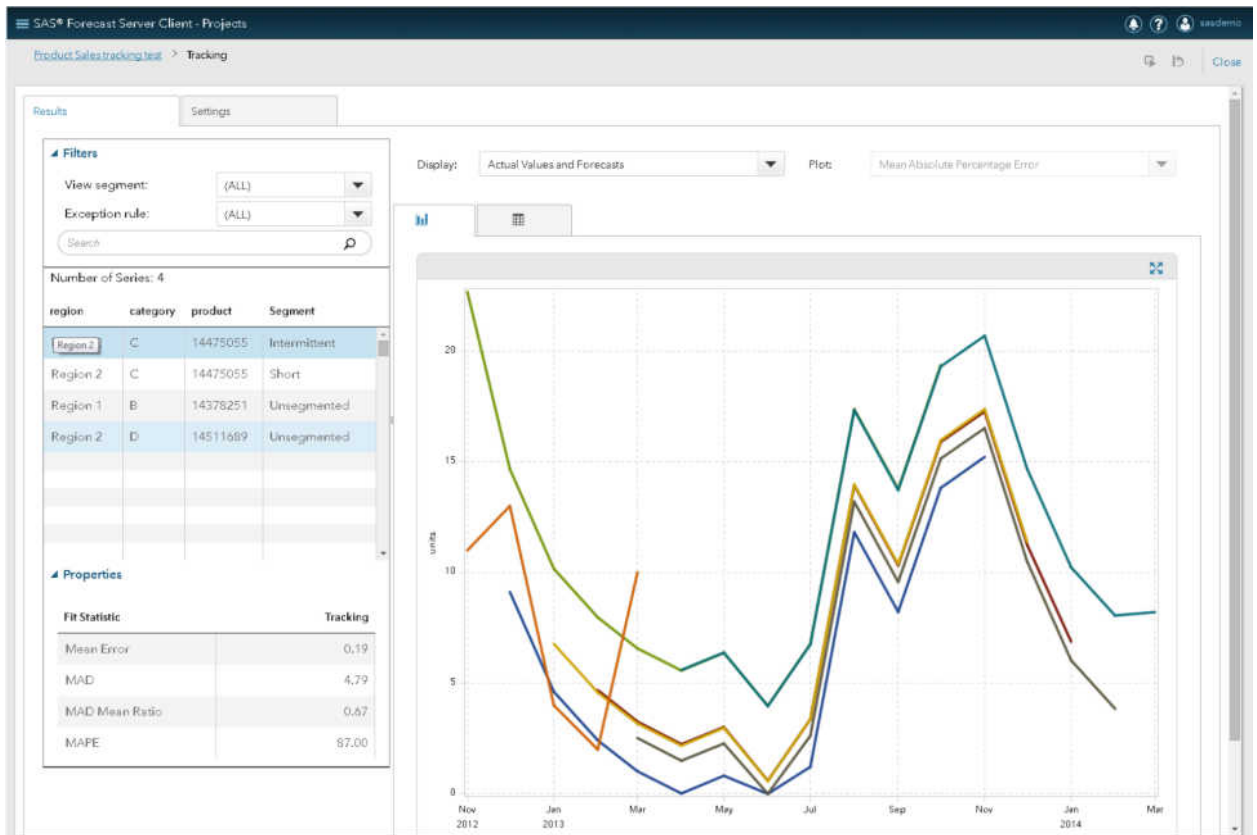 SAS® Forecast Server Client - Projects
sasdemo
Product Sales tracking test > Tracking
Close
Results
Settings
Filters
View segment: (ALL)
Exception rule: (ALL)
Search
Number of Series: 4
region category product Segment
Region 2 C 14475055 Intermittent
Region 2 C 14475055 Short
Region 1 B 14378251 Unsegmented
Region 2 D 14511689 Unsegmented
Properties
Fit Statistic Tracking
Mean Error 0.19
MAD 4.79
MAD Mean Ratio 0.67
MAPE 87.00
Display: Actual Values and Forecasts
Plot: Mean Absolute Percentage Error
20
15
10
5
0
units
Nov Jan Mar May Jul Sep Nov Jan Mar
2012 2013 2014